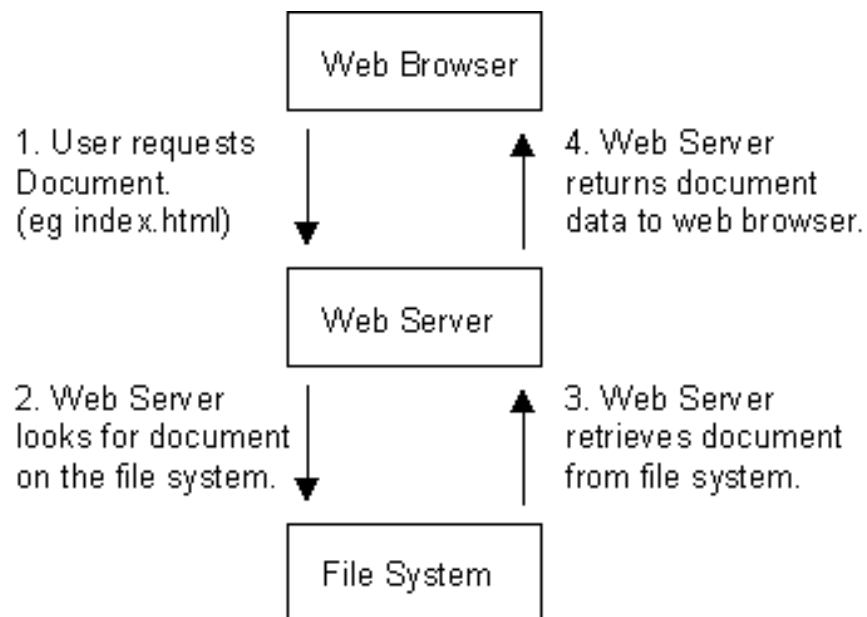 Web Browser
1. User requests
Document.
(eg index.html)
4. Web Server
returns document
data to web browser.
Web Server
2. Web Server
looks for document
on the file system.
3. Web Server
retrieves document
from file system.
File System